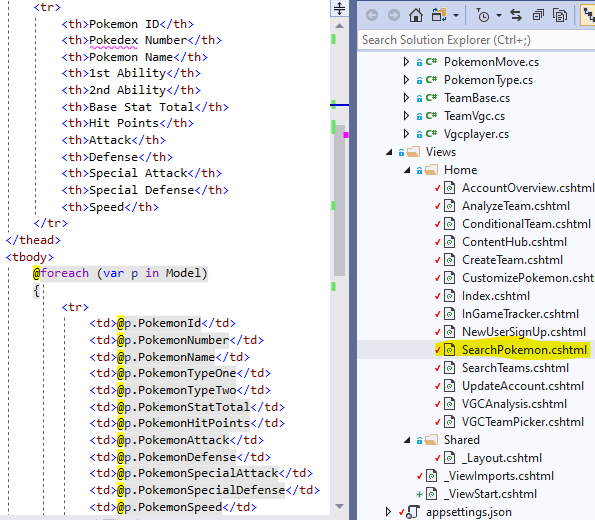 <tr>
<th>Pokemon ID</th>
<th>Pokedex Number</th>
<th>Pokemon Name</th>
<th>1st Ability</th>
<th>2nd Ability</th>
<th>Base Stat Total</th>
<th>Hit Points</th>
<th>Attack</th>
<th>Defense</th>
<th>Special Attack</th>
<th>Special Defense</th>
<th>Speed</th>
</tr>
</thead>
<tbody>
@foreach (var p in Model)
{
<tr>
<td>@p.PokemonId</td>
<td>@p.PokemonNumber</td>
<td>@p.PokemonName</td>
<td>@p.PokemonTypeOne</td>
<td>@p.PokemonTypeTwo</td>
<td>@p.PokemonStatTotal</td>
<td>@p.PokemonHitPoints</td>
<td>@p.PokemonAttack</td>
<td>@p.PokemonDefense</td>
<td>@p.PokemonSpecialAttack</td>
<td>@p.PokemonSpecialDefense</td>
<td>@p.PokemonSpeed</td>
Search Solution Explorer (Ctrl+;)
C# PokemonMove.cs
C# PokemonType.cs
C# TeamBase.cs
C# TeamVgc.cs
C# Vgcplayer.cs
Views
Home
AccountOverview.cshtml
AnalyzeTeam.cshtml
ConditionalTeam.cshtml
ContentHub.cshtml
CreateTeam.cshtml
CustomizePokemon.cshtml
Index.cshtml
InGameTracker.cshtml
NewUserSignUp.cshtml
SearchPokemon.cshtml
SearchTeams.cshtml
UpdateAccount.cshtml
VGCAnalysis.cshtml
VGCTeamPicker.cshtml
Shared
_Layout.cshtml
_ViewImports.cshtml
_ViewStart.cshtml
appsettings.json